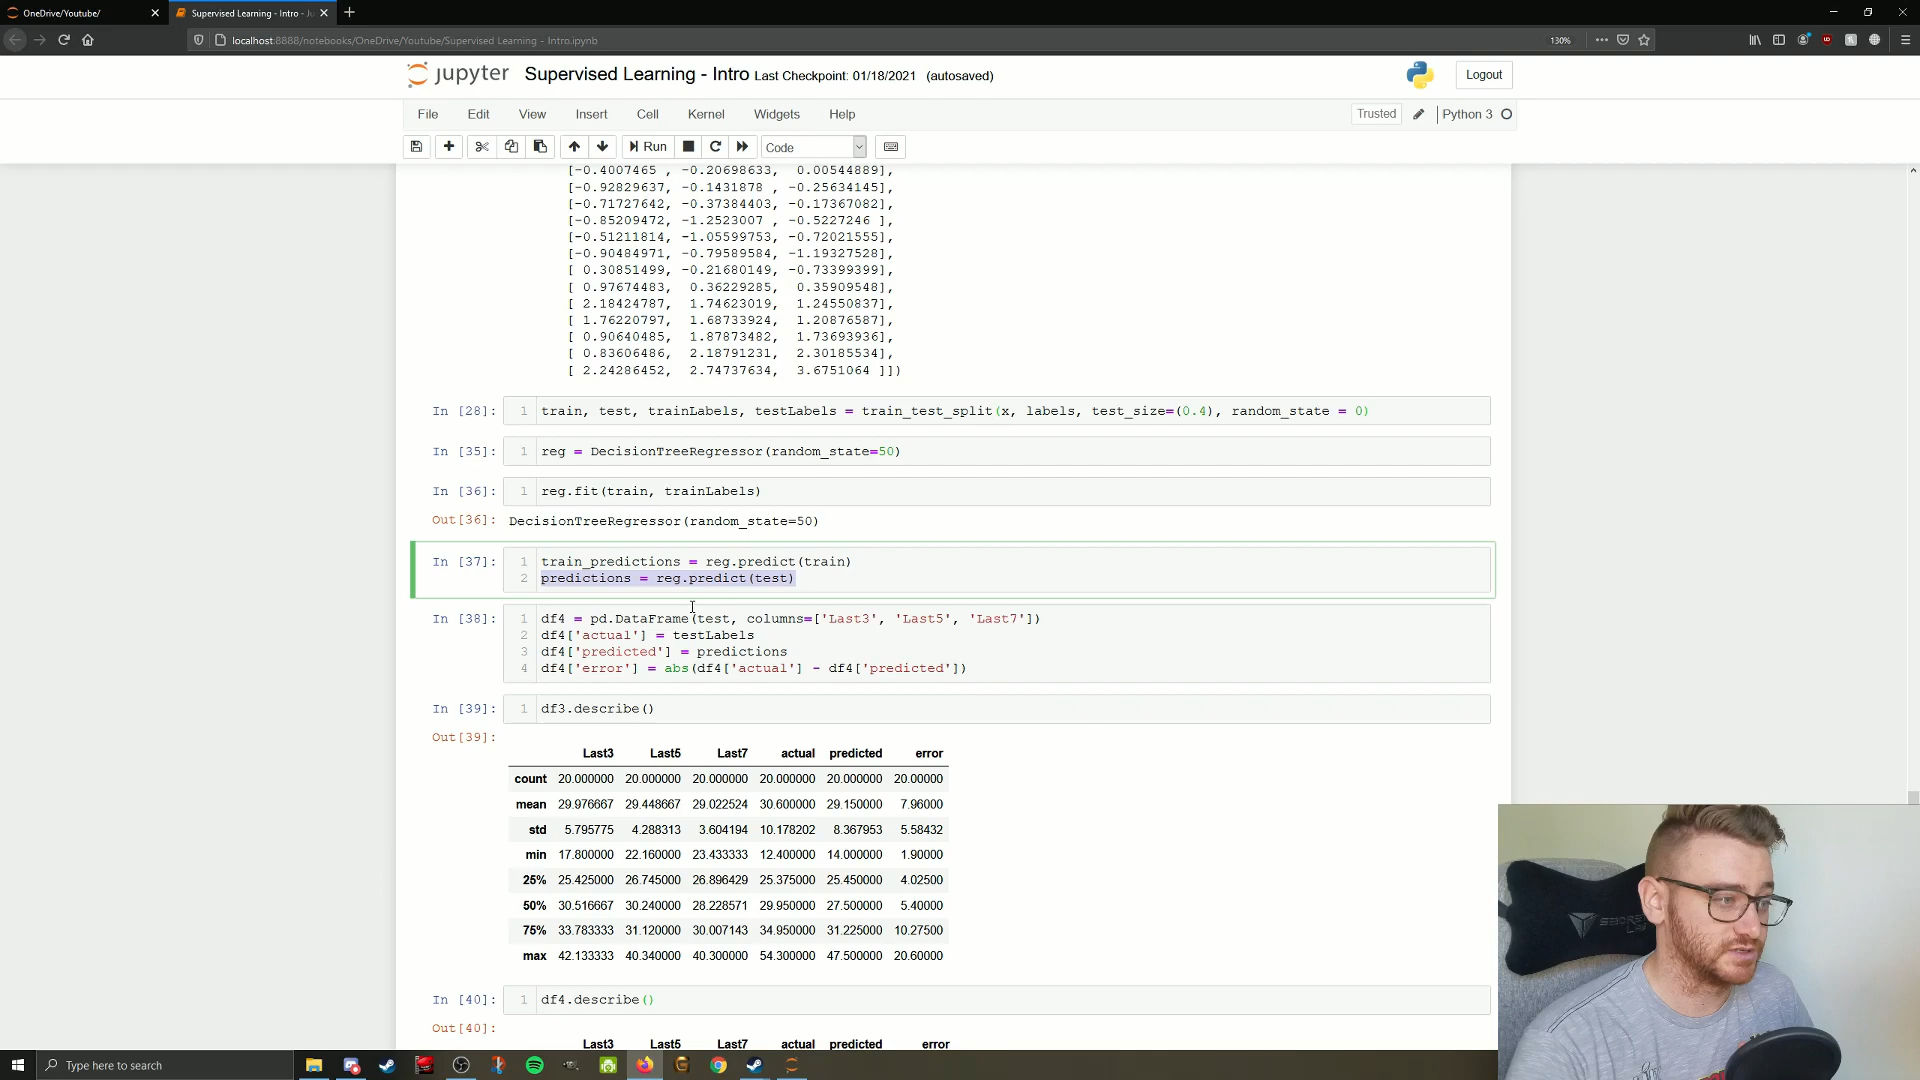 OneDrive/Youtube/
Supervised Learning - Intro - Ju
localhost:8888/notebooks/OneDrive/Youtube/Supervised Learning - Intro.ipynb
130%
jupyter Supervised Learning - Intro Last Checkpoint: 01/18/2021 (autosaved)
Logout
File Edit View Insert Cell Kernel Widgets Help
Trusted
Python 3
Run
Code
[-0.4007465 , -0.20698633, 0.00544889],
[-0.92829637, -0.1431878 , -0.25634145],
[-0.71727642, -0.37384403, -0.17367082],
[-0.85209472, -1.2523007 , -0.5227246 ],
[-0.51211814, -1.05599753, -0.72021555],
[-0.90484971, -0.79589584, -1.19327528],
[ 0.30851499, -0.21680149, -0.73399399],
[ 0.97674483, 0.36229285, 0.35909548],
[ 2.18424787, 1.74623019, 1.24550837],
[ 1.76220797, 1.68733924, 1.20876587],
[ 0.90640485, 1.87873482, 1.73693936],
[ 0.83606486, 2.18791231, 2.30185534],
[ 2.24286452, 2.74737634, 3.6751064 ]])
In [28]: 1 train, test, trainLabels, testLabels = train_test_split(x, labels, test_size=(0.4), random_state = 0)
In [35]: 1 reg = DecisionTreeRegressor(random_state=50)
In [36]: 1 reg.fit(train, trainLabels)
Out[36]: DecisionTreeRegressor(random_state=50)
In [37]: 1 train_predictions = reg.predict(train)
2 predictions = reg.predict(test)
In [38]: 1 df4 = pd.DataFrame(test, columns=['Last3', 'Last5', 'Last7'])
2 df4['actual'] = testLabels
3 df4['predicted'] = predictions
4 df4['error'] = abs(df4['actual'] - df4['predicted'])
In [39]: 1 df3.describe()
Out[39]:
Last3 Last5 Last7 actual predicted error
count 20.000000 20.000000 20.000000 20.000000 20.000000 20.00000
mean 29.976667 29.448667 29.022524 30.600000 29.150000 7.96000
std 5.795775 4.288313 3.604194 10.178202 8.367953 5.58432
min 17.800000 22.160000 23.433333 12.400000 14.000000 1.90000
25% 25.425000 26.745000 26.896429 25.375000 25.450000 4.02500
50% 30.516667 30.240000 28.228571 29.950000 27.500000 5.40000
75% 33.783333 31.120000 30.007143 34.950000 31.225000 10.27500
max 42.133333 40.340000 40.300000 54.300000 47.500000 20.60000
In [40]: 1 df4.describe()
Out[40]:
Last3 Last5 Last7 actual predicted error
Type here to search